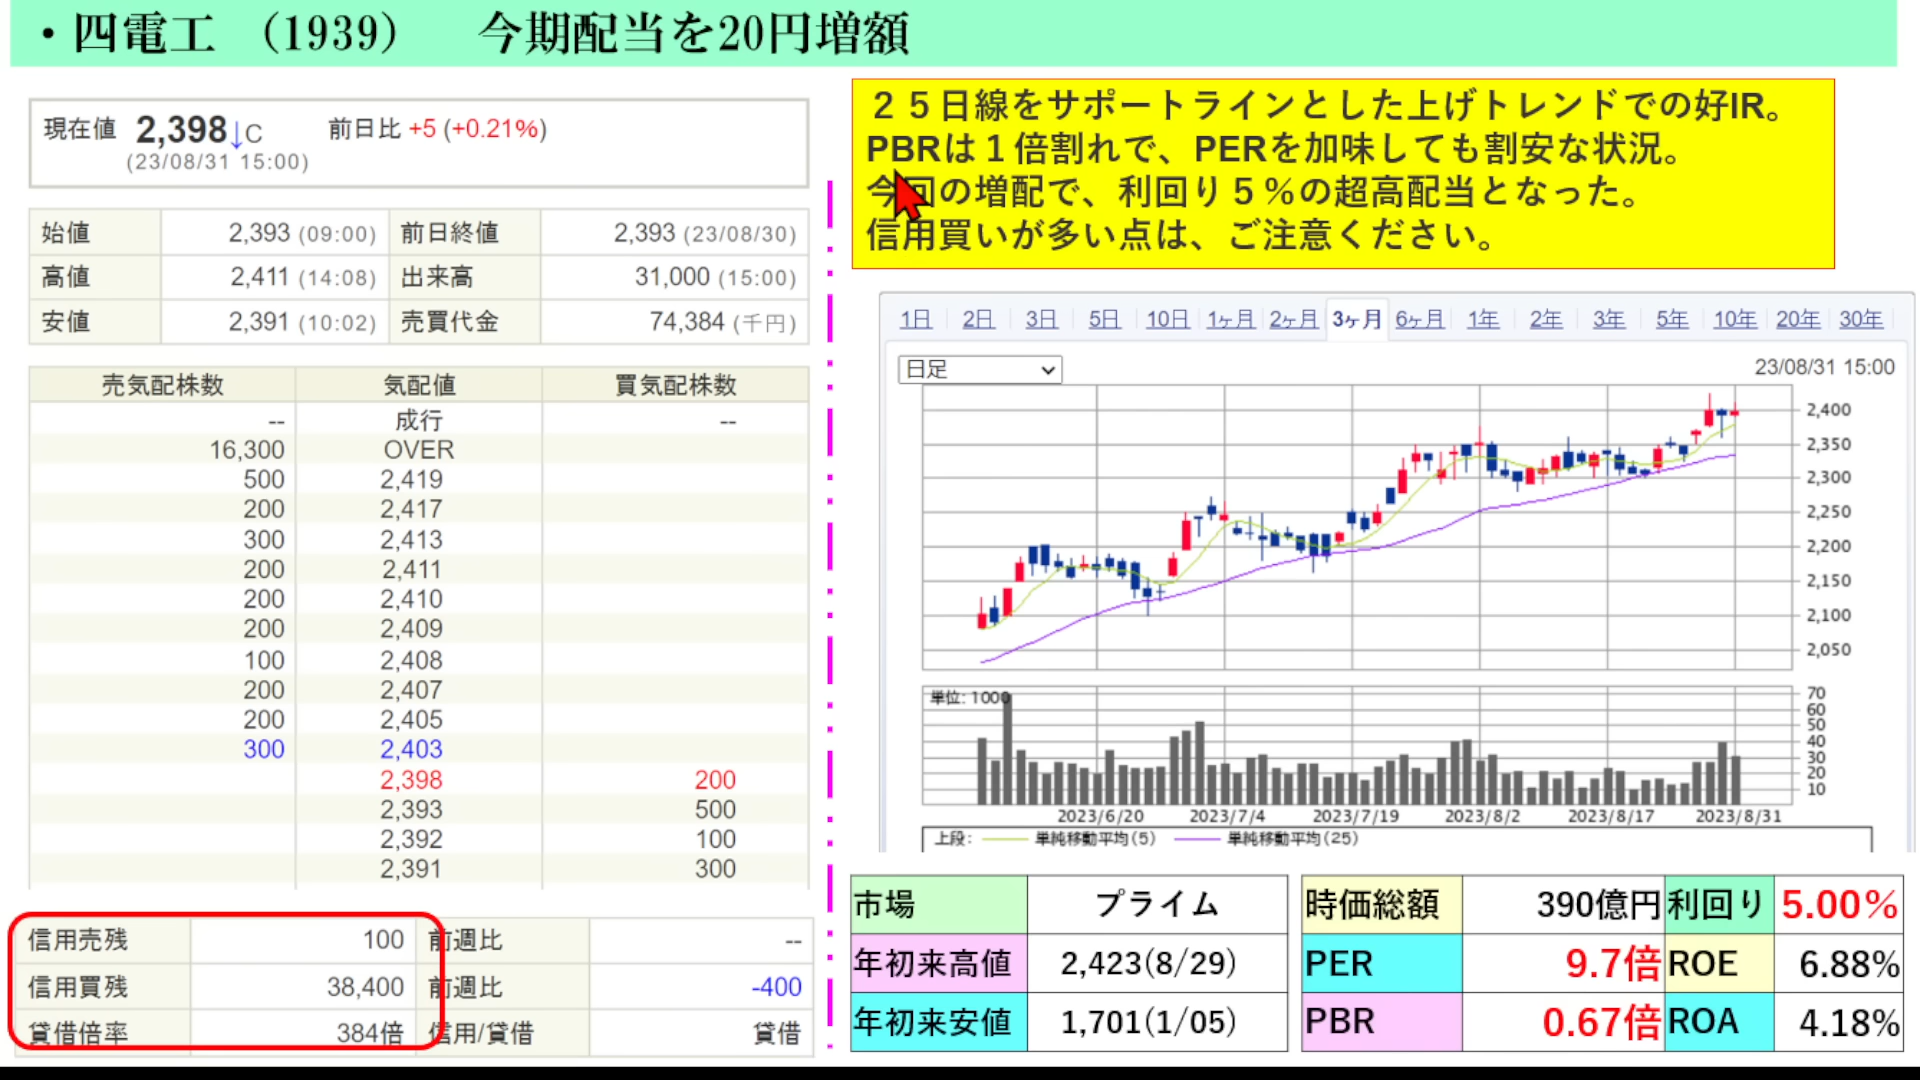 ・四電工　（1939）　今期配当を20円増額
現在値 2,398↓C 前日比 +5 (+0.21%)
(23/08/31 15:00)
始値 2,393 (09:00) 前日終値 2,393 (23/08/30)
高値 2,411 (14:08) 出来高 31,000 (15:00)
安値 2,391 (10:02) 売買代金 74,384 (千円)
売気配株数 気配値 買気配株数
-- 成行 --
16,300 OVER
500 2,419
200 2,417
300 2,413
200 2,411
200 2,410
200 2,409
100 2,408
200 2,407
200 2,405
300 2,403
2,398 200
2,393 500
2,392 100
2,391 300
信用売残 100 前週比 --
信用買残 38,400 前週比 -400
貸借倍率 384倍 信用/貸借 貸借
２５日線をサポートラインとした上げトレンドでの好IR。
PBRは１倍割れで、PERを加味しても割安な状況。
今回の増配で、利回り５％の超高配当となった。
信用買いが多い点は、ご注意ください。
1日 2日 3日 5日 10日 1ヶ月 2ヶ月 3ヶ月 6ヶ月 1年 2年 3年 5年 10年 20年 30年
日足 23/08/31 15:00
2,400
2,350
2,300
2,250
2,200
2,150
2,100
2,050
単位: 1000
70
60
50
40
30
20
10
2023/6/20 2023/7/4 2023/7/19 2023/8/2 2023/8/17 2023/8/31
上段: 単純移動平均(5) 単純移動平均(25)
市場 プライム 時価総額 390億円 利回り 5.00%
年初来高値 2,423(8/29) PER 9.7倍 ROE 6.88%
年初来安値 1,701(1/05) PBR 0.67倍 ROA 4.18%